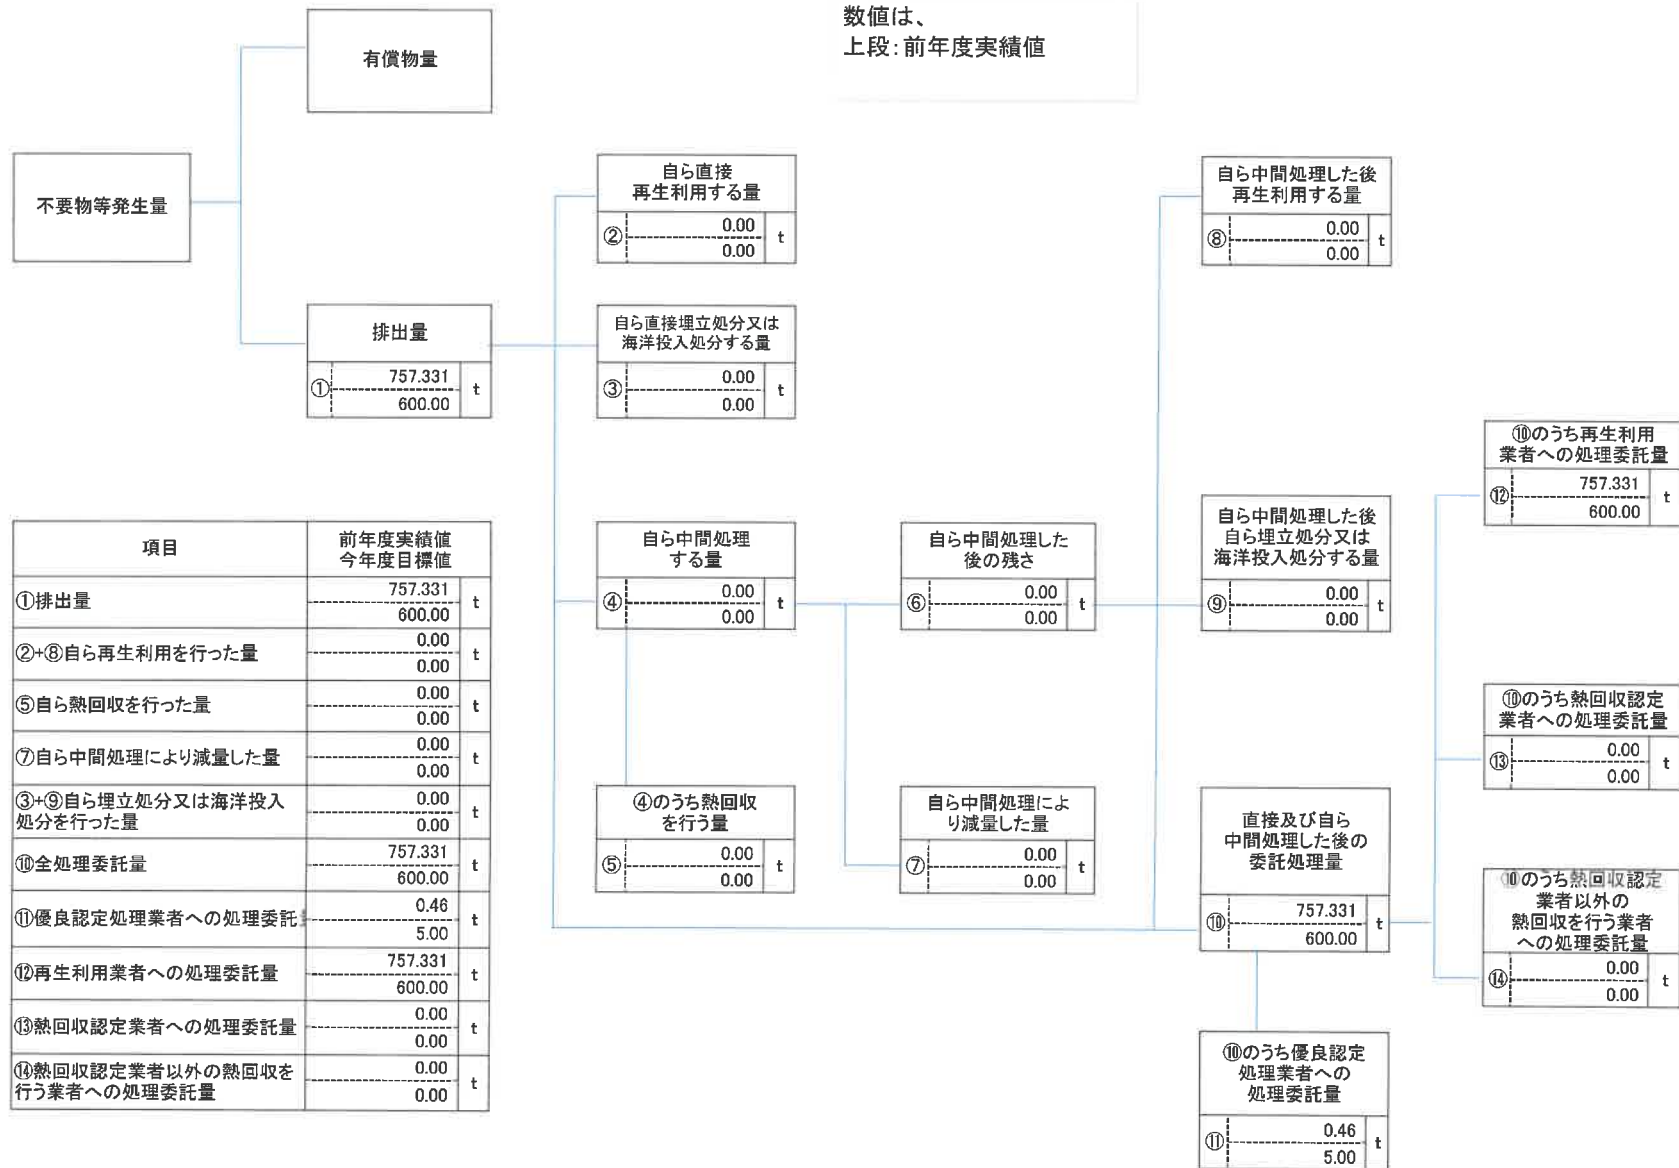 数値は、
上段：前年度実績値
有償物量
不要物等発生量
排出量
①
757.331
600.00
t
自ら直接
再生利用する量
②
0.00
0.00
t
自ら直接埋立処分又は
海洋投入処分する量
③
0.00
0.00
t
自ら中間処理
する量
④
0.00
0.00
t
④のうち熱回収
を行う量
⑤
0.00
0.00
t
自ら中間処理した
後の残さ
⑥
0.00
0.00
t
自ら中間処理によ
り減量した量
⑦
0.00
0.00
t
自ら中間処理した後
再生利用する量
⑧
0.00
0.00
t
自ら中間処理した後
自ら埋立処分又は
海洋投入処分する量
⑨
0.00
0.00
t
直接及び自ら
中間処理した後の
委託処理量
⑩
757.331
600.00
t
⑩のうち優良認定
処理業者への
処理委託量
⑪
0.46
5.00
t
⑩のうち再生利用
業者への処理委託量
⑫
757.331
600.00
t
⑩のうち熱回収認定
業者への処理委託量
⑬
0.00
0.00
t
⑩のうち熱回収認定
業者以外の
熱回収を行う業者
への処理委託量
⑭
0.00
0.00
t
項目
前年度実績値
今年度目標値
①排出量
757.331
600.00
t
②+⑧自ら再生利用を行った量
0.00
0.00
t
⑤自ら熱回収を行った量
0.00
0.00
t
⑦自ら中間処理により減量した量
0.00
0.00
t
③+⑨自ら埋立処分又は海洋投入
処分を行った量
0.00
0.00
t
⑩全処理委託量
757.331
600.00
t
⑪優良認定処理業者への処理委託
0.46
5.00
t
⑫再生利用業者への処理委託量
757.331
600.00
t
⑬熱回収認定業者への処理委託量
0.00
0.00
t
⑭熱回収認定業者以外の熱回収を
行う業者への処理委託量
0.00
0.00
t